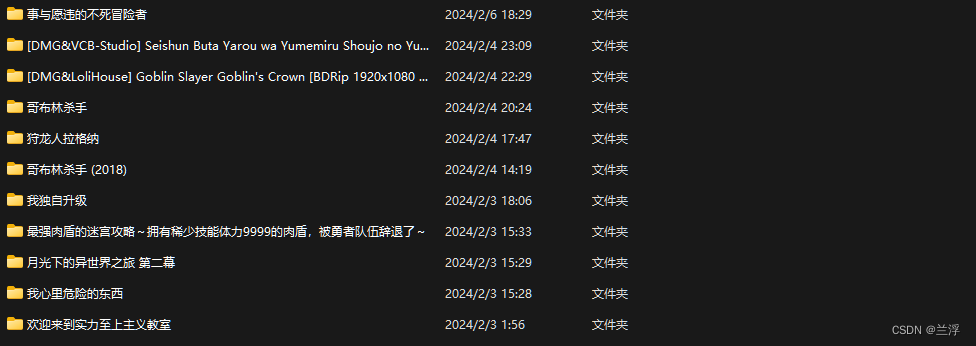 事与愿违的不死冒险者 2024/2/6 18:29 文件夹
[DMG&VCB-Studio] Seishun Buta Yarou wa Yumemiru Shoujo no Yu... 2024/2/4 23:09 文件夹
[DMG&LoliHouse] Goblin Slayer Goblin's Crown [BDRip 1920x1080 ... 2024/2/4 22:29 文件夹
哥布林杀手 2024/2/4 20:24 文件夹
狩龙人拉格纳 2024/2/4 17:47 文件夹
哥布林杀手 (2018) 2024/2/4 14:19 文件夹
我独自升级 2024/2/3 18:06 文件夹
最强肉盾的迷宫攻略～拥有稀少技能体力9999的肉盾，被勇者队伍辞退了～ 2024/2/3 15:33 文件夹
月光下的异世界之旅 第二幕 2024/2/3 15:29 文件夹
我心里危险的东西 2024/2/3 15:28 文件夹
欢迎来到实力至上主义教室 2024/2/3 1:56 文件夹
CSDN @兰浮